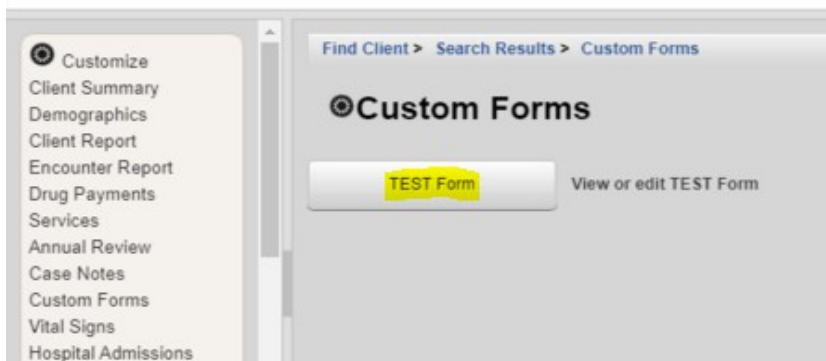 Customize
Client Summary
Demographics
Client Report
Encounter Report
Drug Payments
Services
Annual Review
Case Notes
Custom Forms
Vital Signs
Hospital Admissions
Find Client > Search Results > Custom Forms
Custom Forms
TEST Form View or edit TEST Form